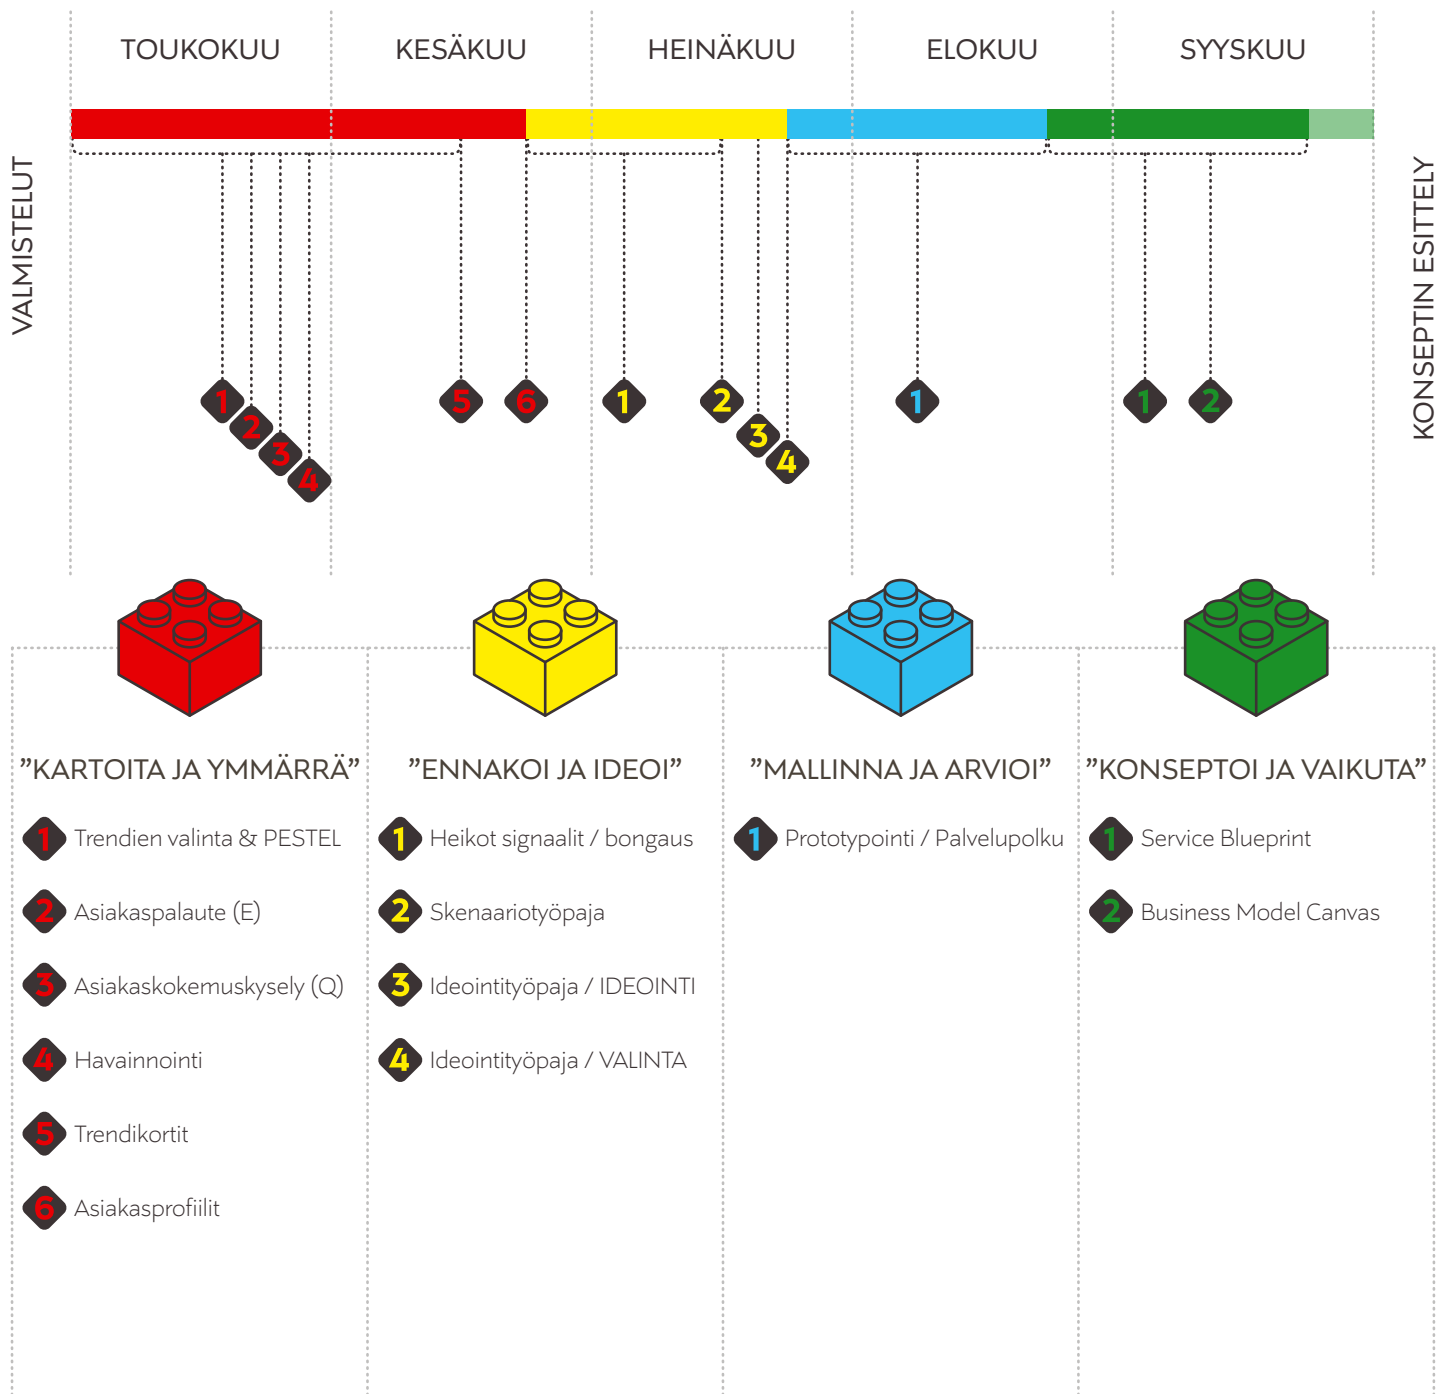 TOUKOKUU
KESÄKUU
HEINÄKUU
ELOKUU
SYYSKUU
VALMISTELUT
KONSEPTIN ESITTELY
1
2
3
4
5
6
1
2
3
4
1
1
2
”KARTOITA JA YMMÄRRÄ”
1 Trendien valinta & PESTEL
2 Asiakaspalaute (E)
3 Asiakaskokemuskysely (Q)
4 Havainnointi
5 Trendikortit
6 Asiakasprofiilit
”ENNAKOI JA IDEOI”
1 Heikot signaalit / bongaus
2 Skenaariotyöpaja
3 Ideointityöpaja / IDEOINTI
4 Ideointityöpaja / VALINTA
”MALLINNA JA ARVIOI”
1 Prototypointi / Palvelupolku
”KONSEPTOI JA VAIKUTA”
1 Service Blueprint
2 Business Model Canvas